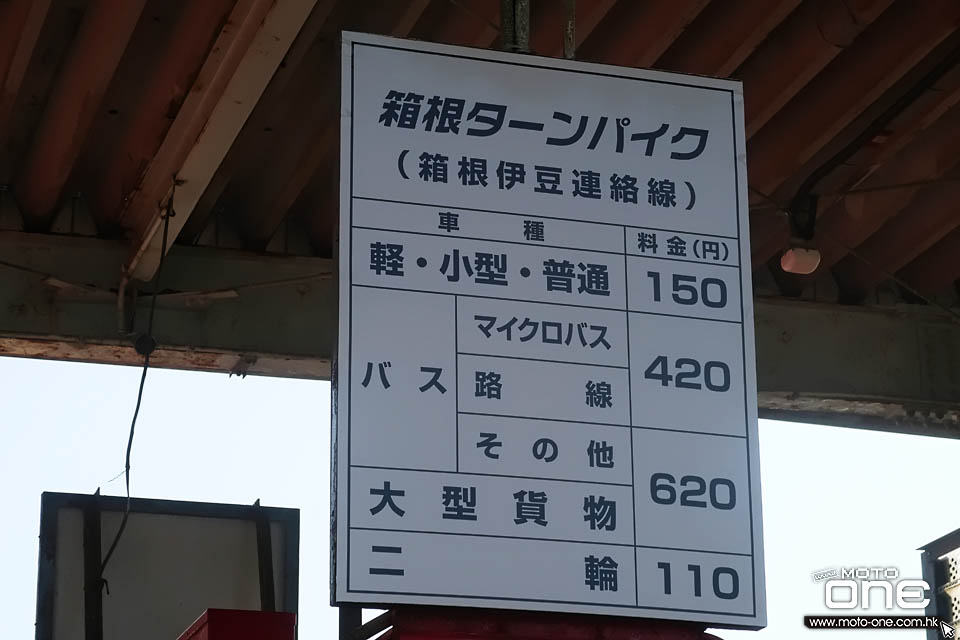 箱根ターンパイク
（箱根伊豆連絡線）
車種 料金(円)
軽・小型・普通 150
バス マイクロバス 420
路線
その他 620
大型貨物
二輪 110
MOTO
ONE
www.moto-one.com.hk